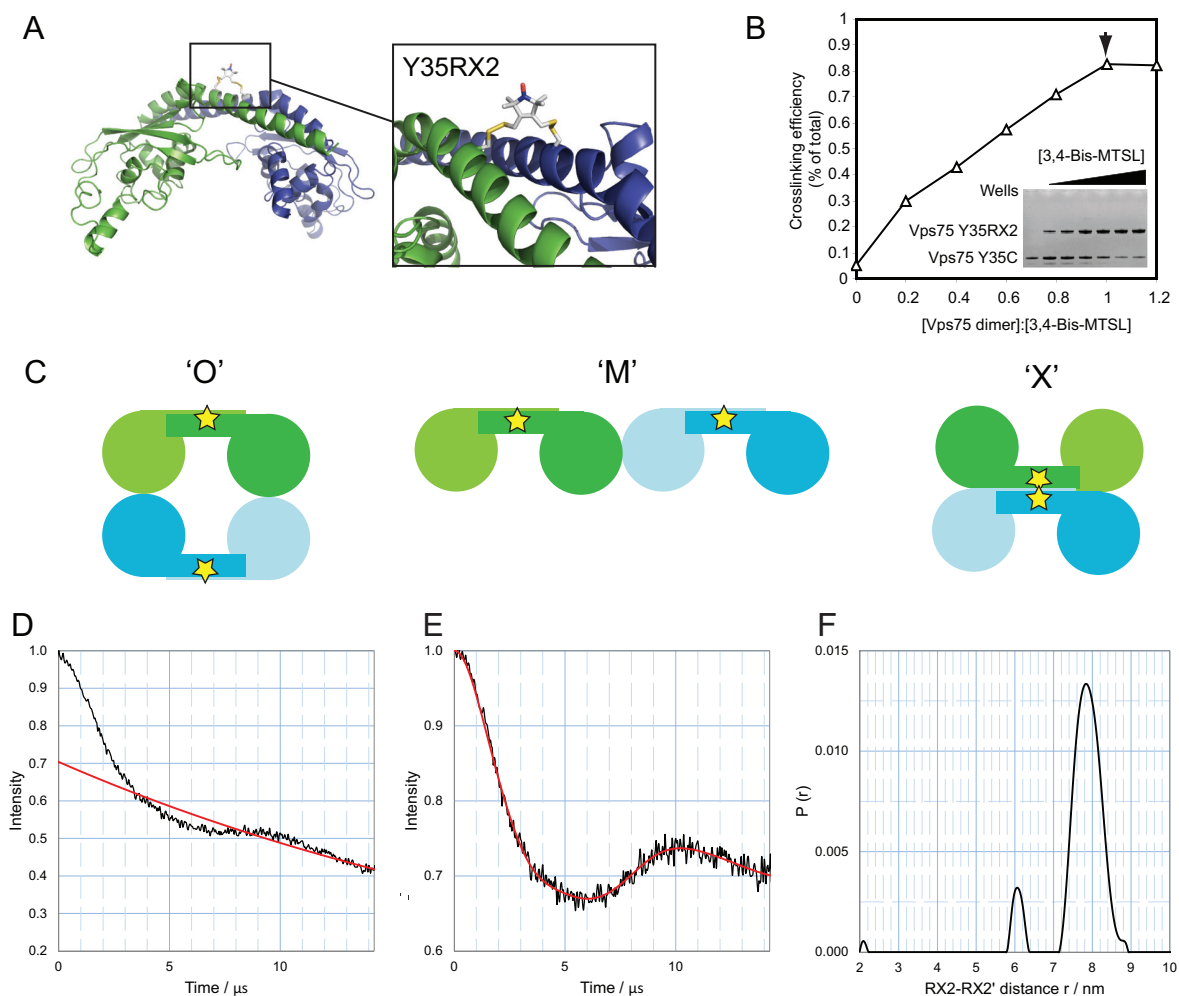 A
Y35RX2
B
Crosslinking efficiency
(% of total)
1
0.9
0.8
0.7
0.6
0.5
0.4
0.3
0.2
0.1
0
[3,4-Bis-MTSL]
Wells
Vps75 Y35RX2
Vps75 Y35C
0 0.2 0.4 0.6 0.8 1 1.2
[Vps75 dimer]:[3,4-Bis-MTSL]
C
'O'
'M'
'X'
D
Intensity
1.0
0.9
0.8
0.7
0.6
0.5
0.4
0.3
0.2
0 5 10
Time / μs
E
Intensity
1.0
0.9
0.8
0.7
0.6
0 5 10
Time / μs
F
P (r)
0.015
0.010
0.005
0.000
2 3 4 5 6 7 8 9 10
RX2-RX2' distance r / nm